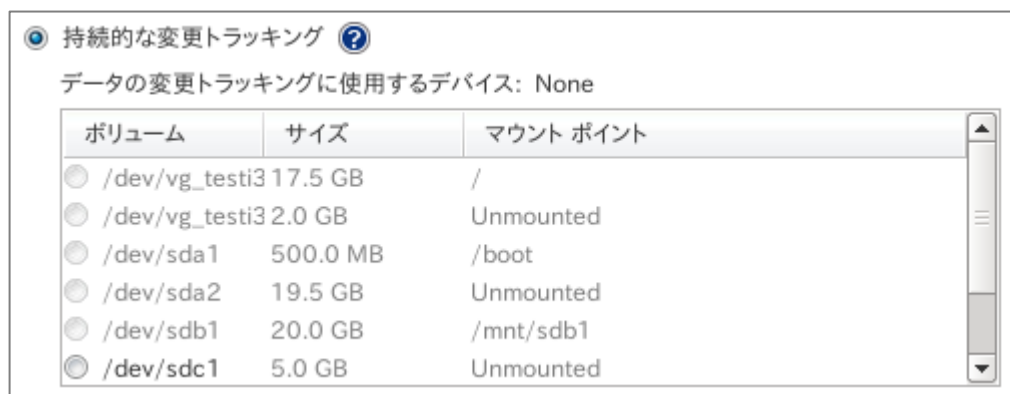 持続的な変更トラッキング ?
データの変更トラッキングに使用するデバイス: None
ボリューム サイズ マウント ポイント
/dev/vg_testi3 17.5 GB /
/dev/vg_testi3 2.0 GB Unmounted
/dev/sda1 500.0 MB /boot
/dev/sda2 19.5 GB Unmounted
/dev/sdb1 20.0 GB /mnt/sdb1
/dev/sdc1 5.0 GB Unmounted